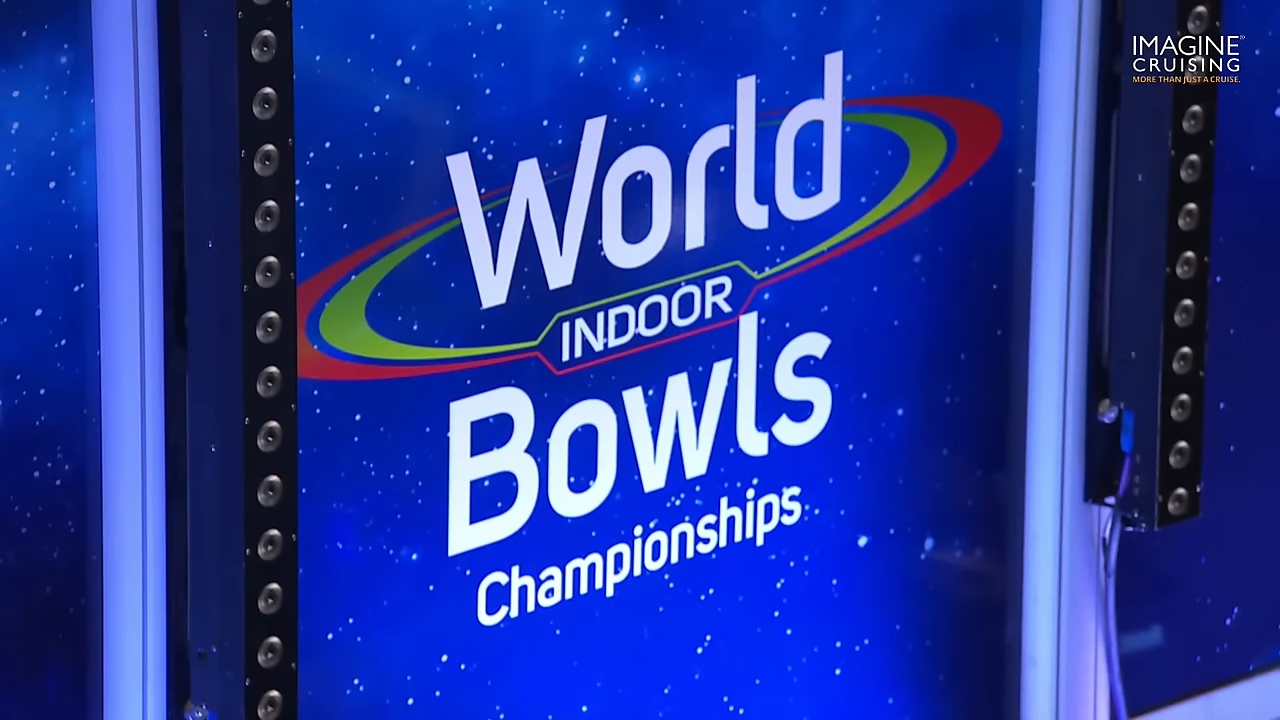 IMAGINE
CRUISING
MORE THAN JUST A CRUISE.
World
INDOOR
Bowls
Championships